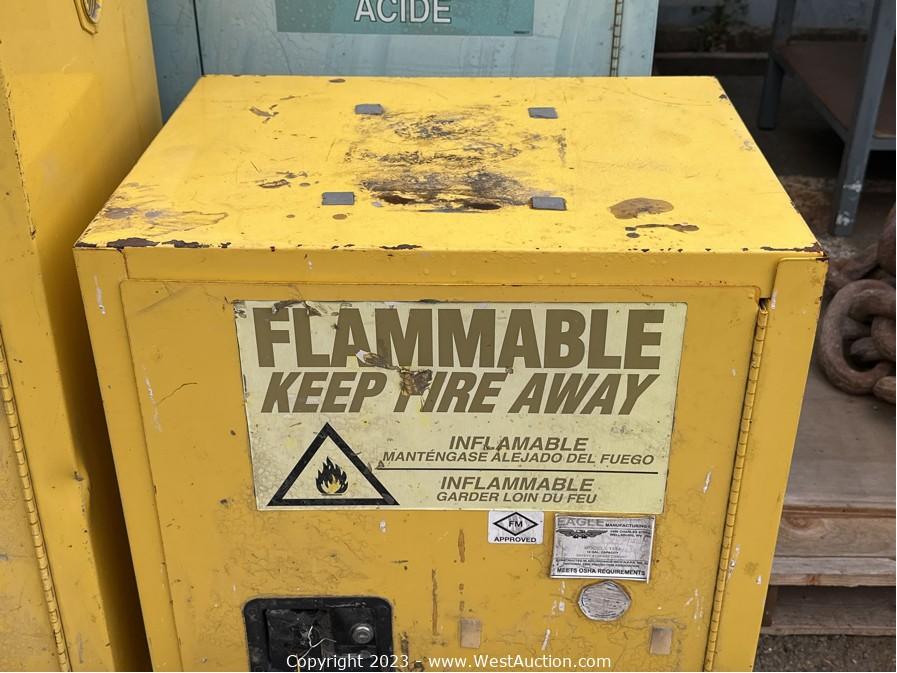 ACIDE
FLAMMABLE
KEEP FIRE AWAY
INFLAMABLE
MANTÉNGASE ALEJADO DEL FUEGO
INFLAMMABLE
GARDER LOIN DU FEU
FM
APPROVED
EAGLE MANUFACTURING
MEETS OSHA REQUIREMENTS
Copyright 2023 - www.WestAuction.com